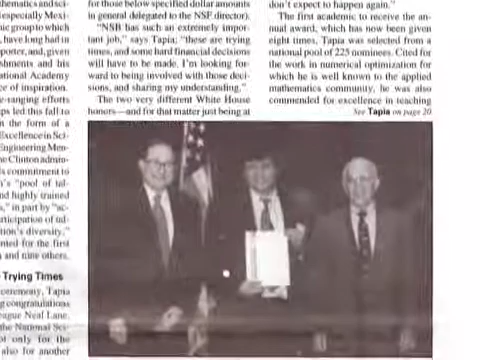 hematics and sci-
especially Mexi-
nic group to which
, have long had in
porter, and, given
shments and his
ational Academy
ce of inspiration.
e-ranging efforts
ps led this fall to
n the form of a
Excellence in Sci-
Engineering Men-
e Clinton admin-
s commitment to
n's "pool of tal-
nd highly trained
s," in part by "ac-
rticipation of tal-
tion's diversity."
nted for the first
a and nine others.
Trying Times
ceremony, Tapia
g congratulations
eague Neal Lane,
the National Sci-
ot only for the
also for another
for those below specified dollar amounts
in general delegated to the NSF director).
"NSB has such an extremely impor-
tant job," says Tapia; "these are trying
times, and some hard financial decisions
will have to be made. I'm looking for-
ward to being involved with those deci-
sions, and sharing my understanding."
The two very different White House
honors—and for that matter just being at
don't expect to happen again."
The first academic to receive the an-
nual award, which has now been given
eight times, Tapia was selected from a
national pool of 225 nominees. Cited for
the work in numerical optimization for
which he is well known to the applied
mathematics community, he was also
commended for excellence in teaching
See Tapia on page 20